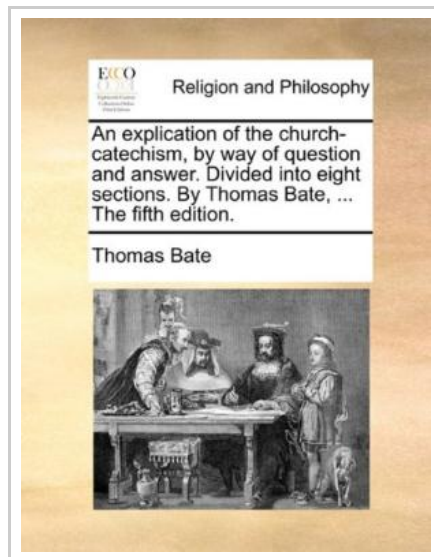 ECCO
Religion and Philosophy
An explication of the church-
catechism, by way of question
and answer. Divided into eight
sections. By Thomas Bate, ...
The fifth edition.
Thomas Bate